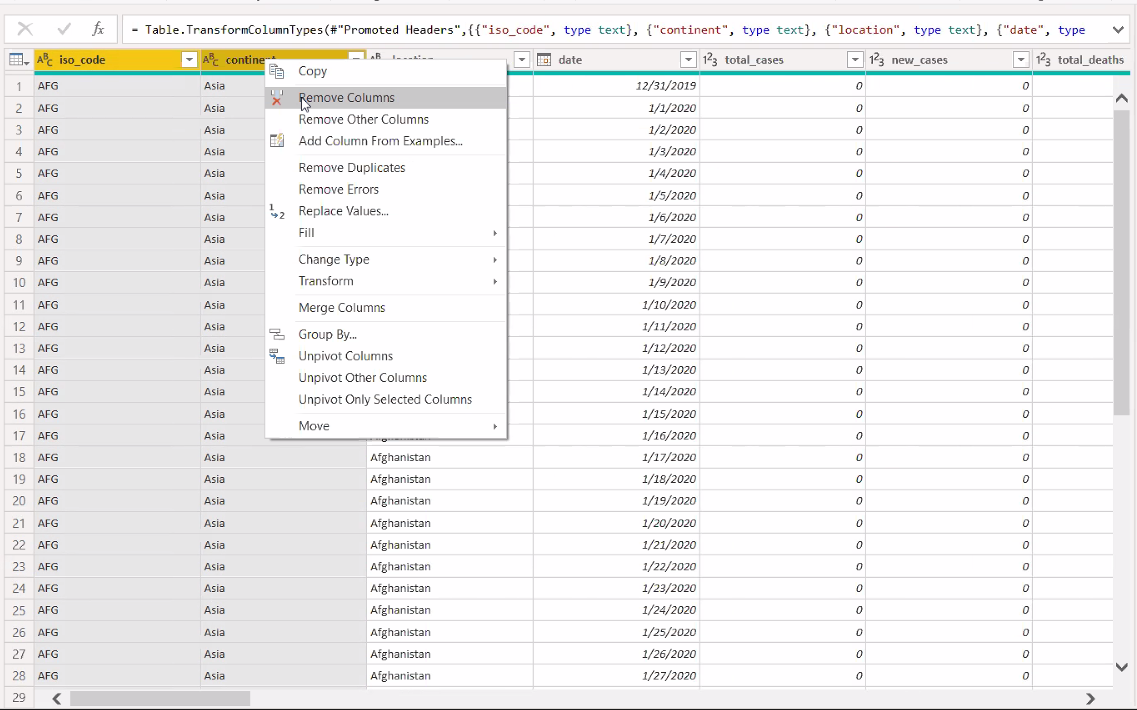 fx = Table.TransformColumnTypes(#"Promoted Headers",{{"iso_code", type text}, {"continent", type text}, {"location", type text}, {"date", type
ABC iso_code ABC continent date 123 total_cases 123 new_cases 123 total_deaths
Copy
Remove Columns
Remove Other Columns
Add Column From Examples...
Remove Duplicates
Remove Errors
Replace Values...
Fill
Change Type
Transform
Merge Columns
Group By...
Unpivot Columns
Unpivot Other Columns
Unpivot Only Selected Columns
Move
1 AFG Asia 12/31/2019 0 0
2 AFG Asia 1/1/2020 0 0
3 AFG Asia 1/2/2020 0 0
4 AFG Asia 1/3/2020 0 0
5 AFG Asia 1/4/2020 0 0
6 AFG Asia 1/5/2020 0 0
7 AFG Asia 1/6/2020 0 0
8 AFG Asia 1/7/2020 0 0
9 AFG Asia 1/8/2020 0 0
10 AFG Asia 1/9/2020 0 0
11 AFG Asia 1/10/2020 0 0
12 AFG Asia 1/11/2020 0 0
13 AFG Asia 1/12/2020 0 0
14 AFG Asia 1/13/2020 0 0
15 AFG Asia 1/14/2020 0 0
16 AFG Asia 1/15/2020 0 0
17 AFG Asia 1/16/2020 0 0
18 AFG Asia Afghanistan 1/17/2020 0 0
19 AFG Asia Afghanistan 1/18/2020 0 0
20 AFG Asia Afghanistan 1/19/2020 0 0
21 AFG Asia Afghanistan 1/20/2020 0 0
22 AFG Asia Afghanistan 1/21/2020 0 0
23 AFG Asia Afghanistan 1/22/2020 0 0
24 AFG Asia Afghanistan 1/23/2020 0 0
25 AFG Asia Afghanistan 1/24/2020 0 0
26 AFG Asia Afghanistan 1/25/2020 0 0
27 AFG Asia Afghanistan 1/26/2020 0 0
28 AFG Asia Afghanistan 1/27/2020 0 0
29